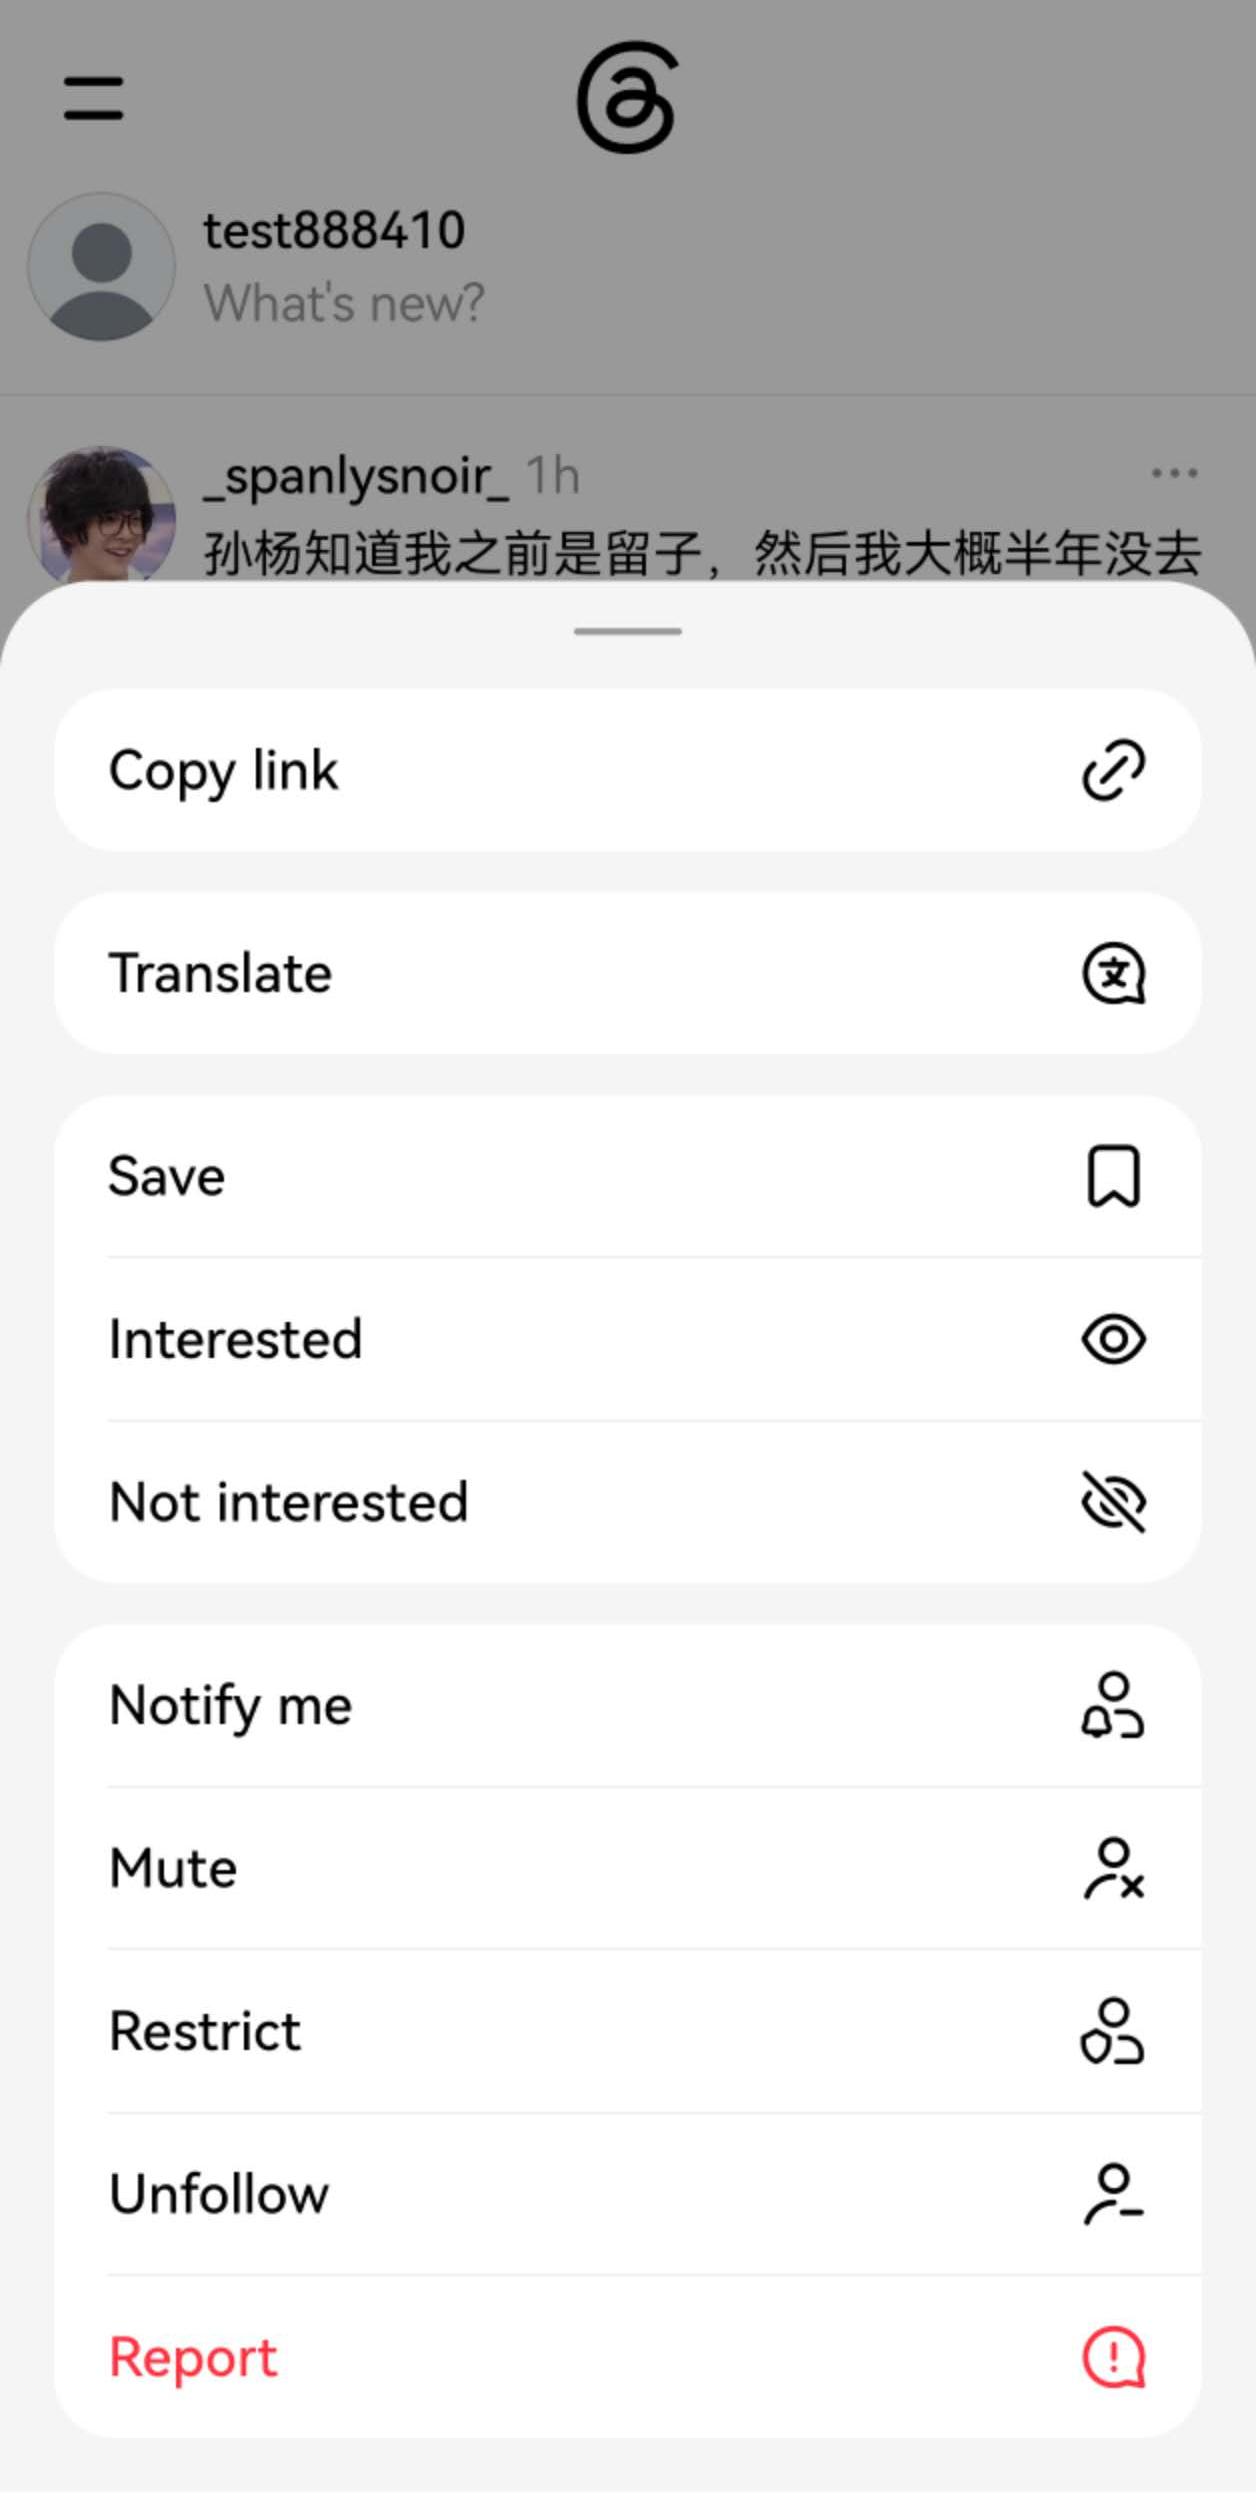 test888410
What's new?
_spanlysnoir_ 1h
孙杨知道我之前是留子，然后我大概半年没去
Copy link
Translate
Save
Interested
Not interested
Notify me
Mute
Restrict
Unfollow
Report